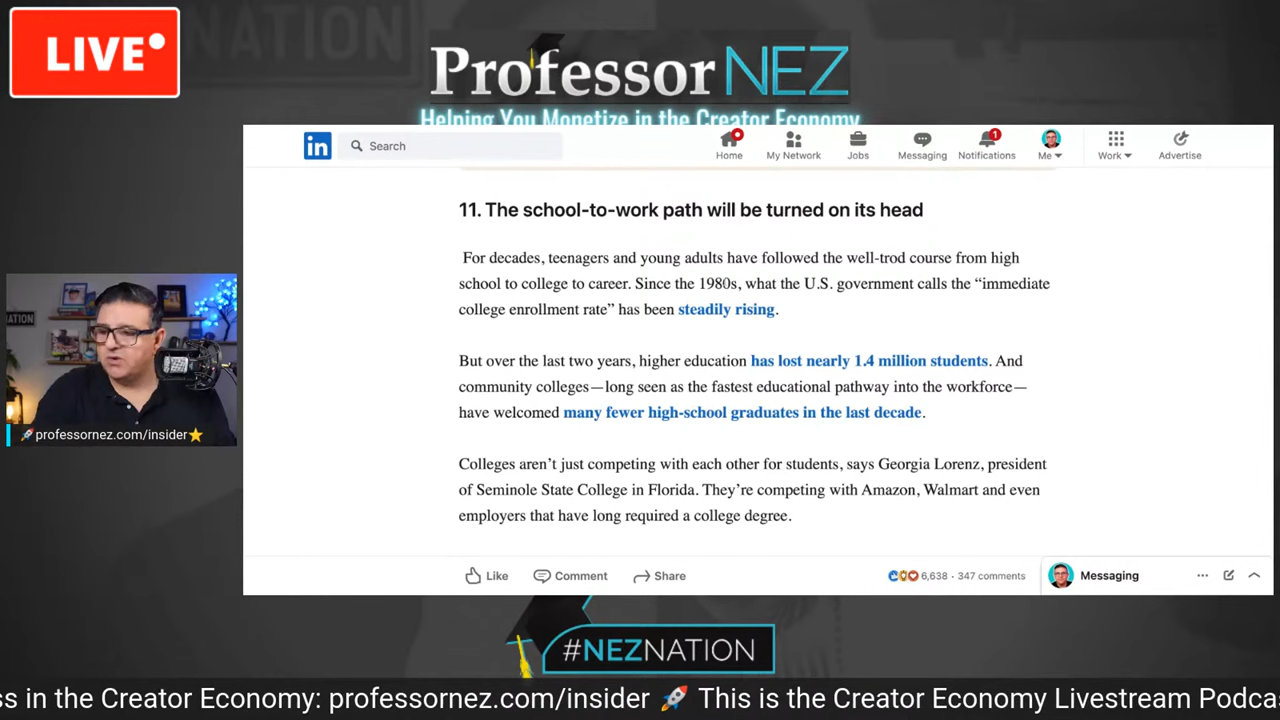 LIVE
NATION
Professor NEZ
Helping You Monetize in the Creator Economy
in
Search
Home
My Network
Jobs
Messaging
1
Notifications
Me
Work
Advertise
11. The school-to-work path will be turned on its head
For decades, teenagers and young adults have followed the well-trod course from high
school to college to career. Since the 1980s, what the U.S. government calls the “immediate
college enrollment rate” has been steadily rising.
But over the last two years, higher education has lost nearly 1.4 million students. And
community colleges—long seen as the fastest educational pathway into the workforce—
have welcomed many fewer high-school graduates in the last decade.
Colleges aren’t just competing with each other for students, says Georgia Lorenz, president
of Seminole State College in Florida. They’re competing with Amazon, Walmart and even
employers that have long required a college degree.
Like
Comment
Share
6,638 · 347 comments
Messaging
NATION
🚀professornez.com/insider⭐
#NEZNATION
ss in the Creator Economy: professornez.com/insider 🚀 This is the Creator Economy Livestream Podca